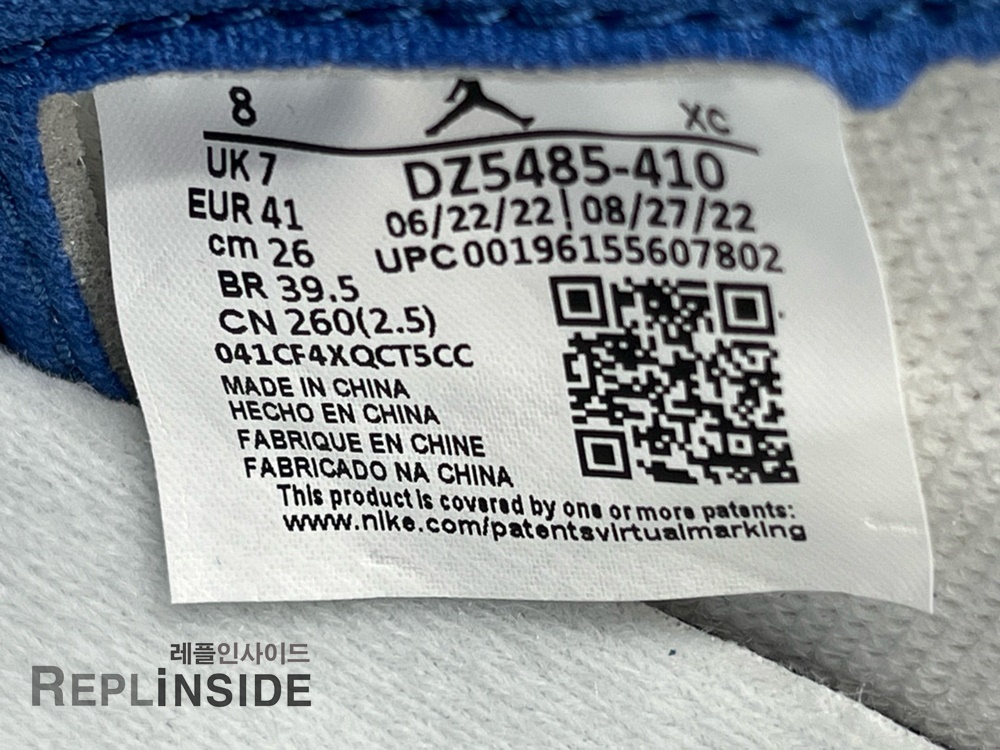 8 XC
UK 7
DZ5485-410
EUR 41
06/22/22 | 08/27/22
cm 26
UPC 00196155607802
BR 39.5
CN 260(2.5)
041CF4XQCT5CC
MADE IN CHINA
HECHO EN CHINA
FABRIQUE EN CHINE
FABRICADO NA CHINA
This product is covered by one or more patents:
www.nike.com/patentsvirtualmarking
레플인사이드
REPLiNSIDE